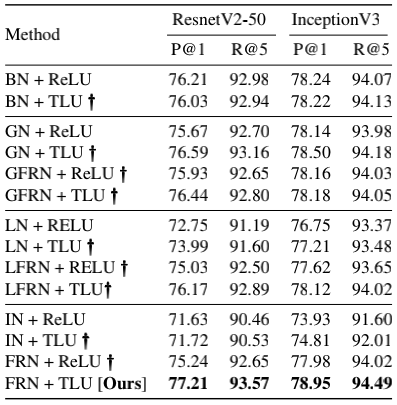 Method ResnetV2-50 InceptionV3
P@1 R@5 P@1 R@5
BN + ReLU 76.21 92.98 78.24 94.07
BN + TLU † 76.03 92.94 78.22 94.13
GN + ReLU 75.67 92.70 78.14 93.98
GN + TLU † 76.59 93.16 78.50 94.18
GFRN + ReLU † 75.93 92.65 78.16 94.03
GFRN + TLU † 76.44 92.80 78.18 94.05
LN + RELU 72.75 91.19 76.75 93.37
LN + TLU † 73.99 91.60 77.21 93.48
LFRN + RELU † 75.03 92.50 77.62 93.65
LFRN + TLU† 76.17 92.89 78.12 94.02
IN + ReLU 71.63 90.46 73.93 91.60
IN + TLU † 71.72 90.53 74.81 92.01
FRN + ReLU † 75.24 92.65 77.98 94.02
FRN + TLU [Ours] 77.21 93.57 78.95 94.49